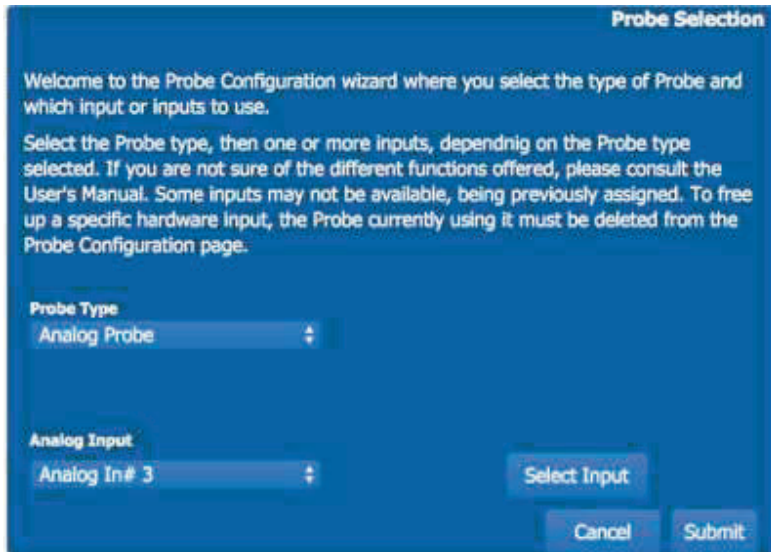 Probe Selection
Welcome to the Probe Configuration wizard where you select the type of Probe and
which input or inputs to use.
Select the Probe type, then one or more inputs, dependnig on the Probe type
selected. If you are not sure of the different functions offered, please consult the
User's Manual. Some inputs may not be available, being previously assigned. To free
up a specific hardware input, the Probe currently using it must be deleted from the
Probe Configuration page.
Probe Type
Analog Probe
Analog Input
Analog In# 3
Select Input
Cancel Submit